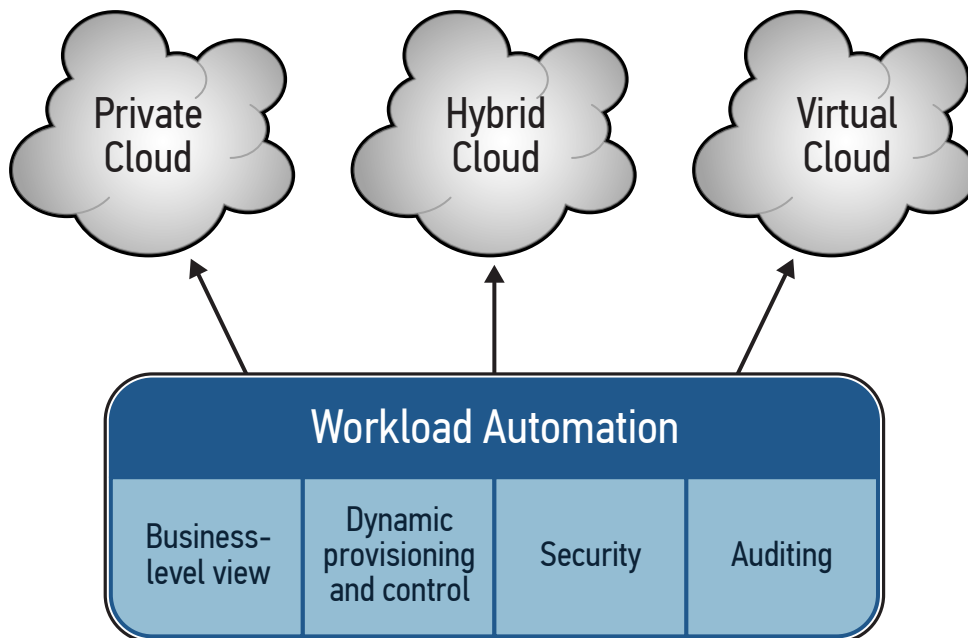 Private
Cloud
Hybrid
Cloud
Virtual
Cloud
Workload Automation
Business-
level view
Dynamic
provisioning
and control
Security
Auditing